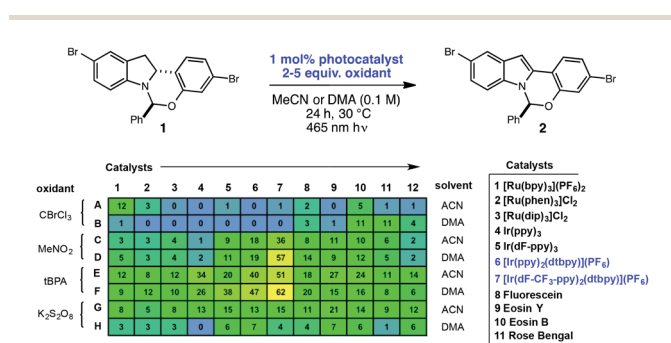 Br
Br
N
O
Ph
1
1 mol% photocatalyst
2-5 equiv. oxidant
MeCN or DMA (0.1 M)
24 h, 30 °C
465 nm hν
Br
Br
N
O
Ph
2
Catalysts
oxidant 1 2 3 4 5 6 7 8 9 10 11 12 solvent
CBrCl3
A 12 3 0 0 1 0 1 2 0 5 1 1 ACN
B 1 0 0 0 0 0 0 3 1 11 11 4 DMA
MeNO2
C 3 3 4 1 9 18 36 8 11 10 6 2 ACN
D 5 3 4 2 11 19 57 14 9 4 4 2 DMA
tBPA
E 12 8 12 34 20 40 51 18 27 24 11 14 ACN
F 9 12 10 26 38 47 62 20 15 16 8 6 DMA
K2S2O8
G 8 5 8 13 15 13 15 11 21 14 9 12 ACN
H 3 3 3 0 6 7 4 7 6 1 6 DMA
Catalysts
1 [Ru(bpy)3](PF6)2
2 [Ru(phen)3]Cl2
3 [Ru(dip)3]Cl2
4 Ir(ppy)3
5 Ir(dF-ppy)3
6 [Ir(ppy)2(dtbpy)](PF6)
7 [Ir(dF-CF3-ppy)2(dtbpy)](PF6)
8 Fluorescein
9 Eosin Y
10 Eosin B
11 Rose Bengal